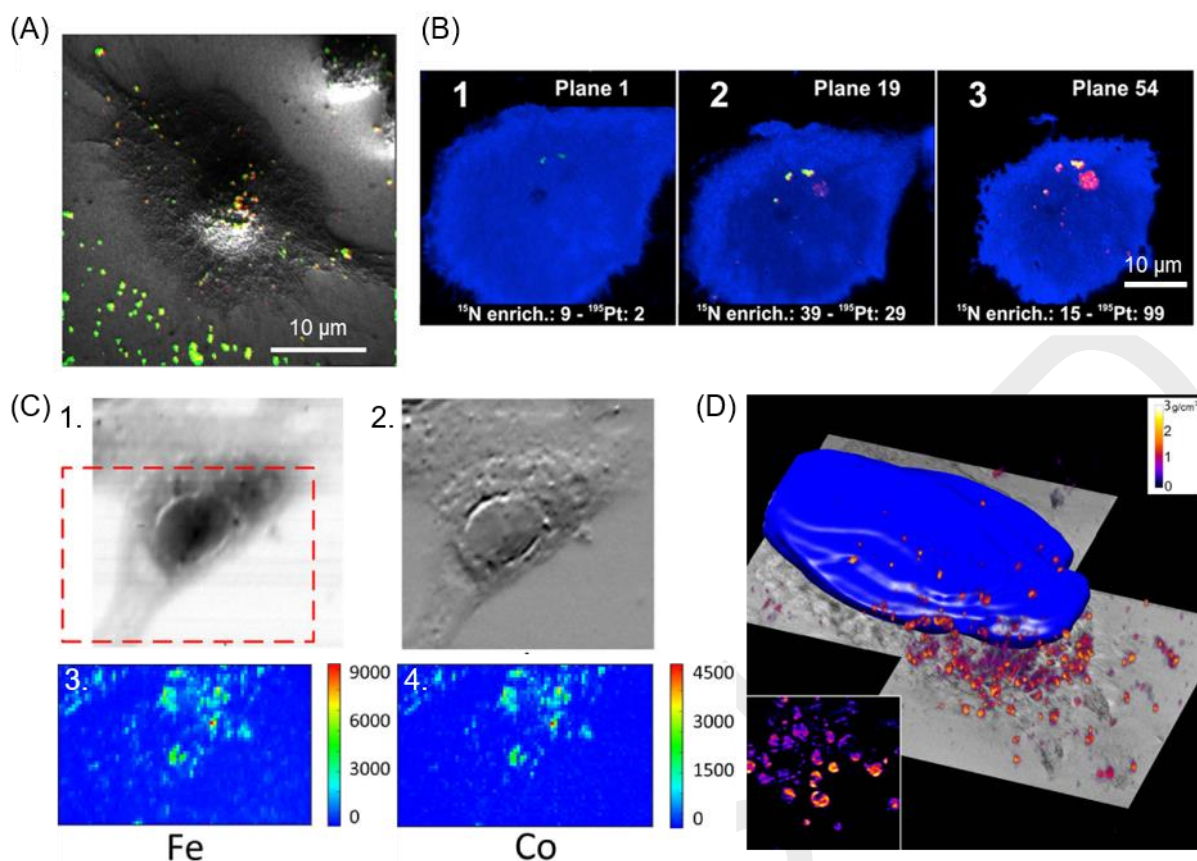 (A)
10 µm
(B)
1 Plane 1
¹⁵N enrich.: 9 - ¹⁹⁵Pt: 2
2 Plane 19
¹⁵N enrich.: 39 - ¹⁹⁵Pt: 29
3 Plane 54
10 µm
¹⁵N enrich.: 15 - ¹⁹⁵Pt: 99
(C)
1.
2.
3.
9000
6000
3000
0
Fe
4.
4500
3000
1500
0
Co
(D)
3 g/cm³
2
1
0